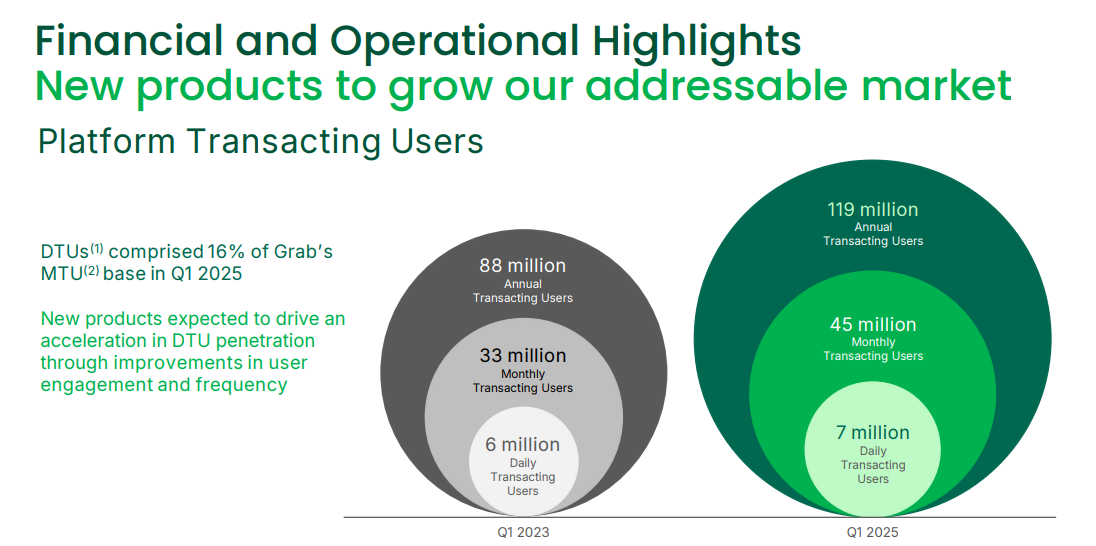 Financial and Operational Highlights
New products to grow our addressable market
Platform Transacting Users
DTUs(1) comprised 16% of Grab’s
MTU(2) base in Q1 2025
New products expected to drive an
acceleration in DTU penetration
through improvements in user
engagement and frequency
88 million
Annual
Transacting Users
33 million
Monthly
Transacting Users
6 million
Daily
Transacting
Users
Q1 2023
119 million
Annual
Transacting Users
45 million
Monthly
Transacting Users
7 million
Daily
Transacting
Users
Q1 2025